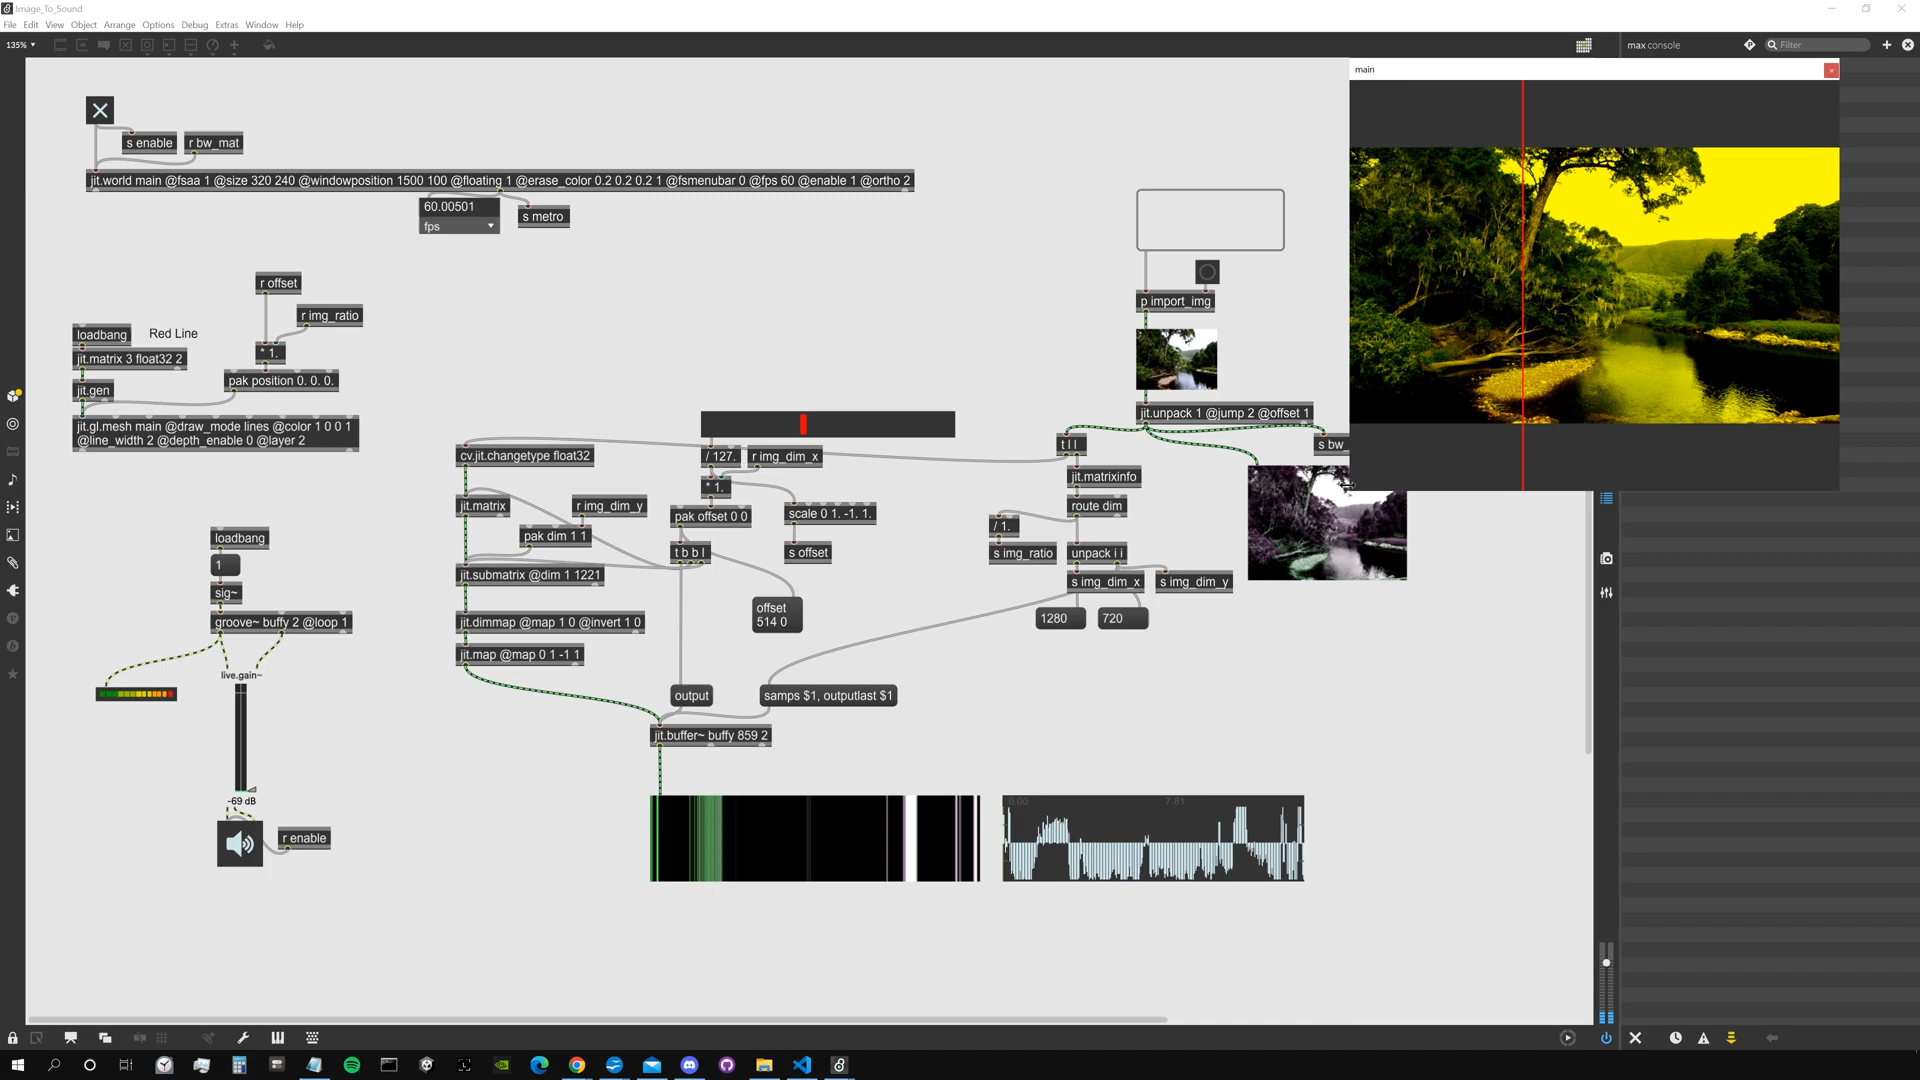 Image_To_Sound
File Edit View Object Arrange Options Debug Extras Window Help
135%
max console
Filter
main
s enable
r bw_mat
jit.world main @fsaa 1 @size 320 240 @windowposition 1500 100 @floating 1 @erase_color 0.2 0.2 0.2 1 @fsmenubar 0 @fps 60 @enable 1 @ortho 2
60.00501
fps
s metro
r offset
r img_ratio
loadbang
Red Line
jit.matrix 3 float32 2
* 1.
pak position 0. 0. 0.
jit.gen
jit.gl.mesh main @draw_mode lines @color 1 0 0 1
@line_width 2 @depth_enable 0 @layer 2
p import_img
jit.unpack 1 @jump 2 @offset 1
t l l
s bw
cv.jit.changetype float32
/ 127.
r img_dim_x
jit.matrixinfo
* 1.
jit.matrix
r img_dim_y
pak offset 0 0
scale 0 1. -1. 1.
route dim
/ 1.
pak dim 1 1
t b b l
s offset
s img_ratio
unpack i i
jit.submatrix @dim 1 1221
s img_dim_x
s img_dim_y
offset
514 0
1280
720
jit.dimmap @map 1 0 @invert 1 0
jit.map @map 0 1 -1 1
loadbang
1
sig~
groove~ buffy 2 @loop 1
live.gain~
-69 dB
r enable
output
samps $1, outputlast $1
jit.buffer~ buffy 859 2
0.00
7.81